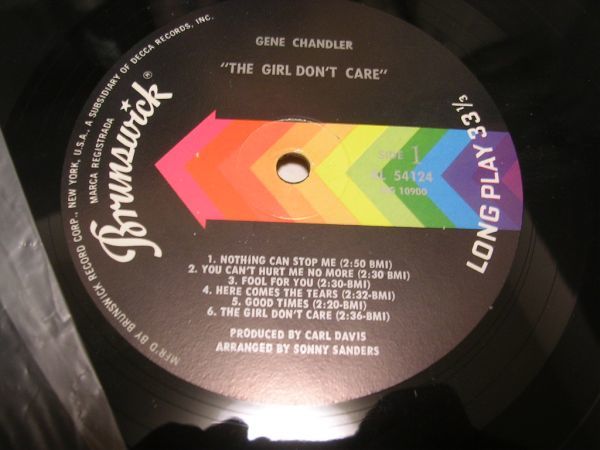 GENE CHANDLER
"THE GIRL DON'T CARE"
Brunswick®
MARCA REGISTRADA
MFR'D BY BRUNSWICK RECORD CORP., NEW YORK, U.S.A., A SUBSIDIARY OF DECCA RECORDS, INC.
SIDE 1
BL 54124
10900
LONG PLAY 33 1/3
1. NOTHING CAN STOP ME (2:50 BMI)
2. YOU CAN'T HURT ME NO MORE (2:30 BMI)
3. FOOL FOR YOU (2:30-BMI)
4. HERE COMES THE TEARS (2:32-BMI)
5. GOOD TIMES (2:20-BMI)
6. THE GIRL DON'T CARE (2:36-BMI)
PRODUCED BY CARL DAVIS
ARRANGED BY SONNY SANDERS